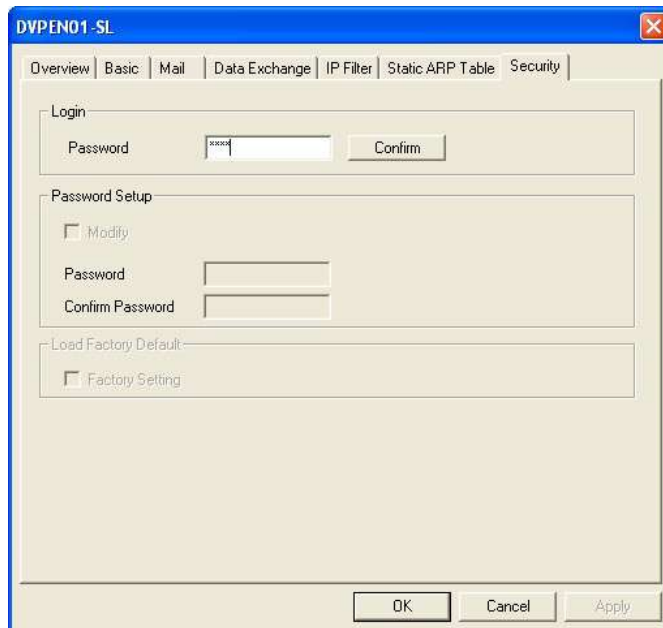 DVPEN01-SL
Overview Basic Mail Data Exchange IP Filter Static ARP Table Security
Login
Password **** Confirm
Password Setup
Modify
Password
Confirm Password
Load Factory Default
Factory Setting
OK Cancel Apply